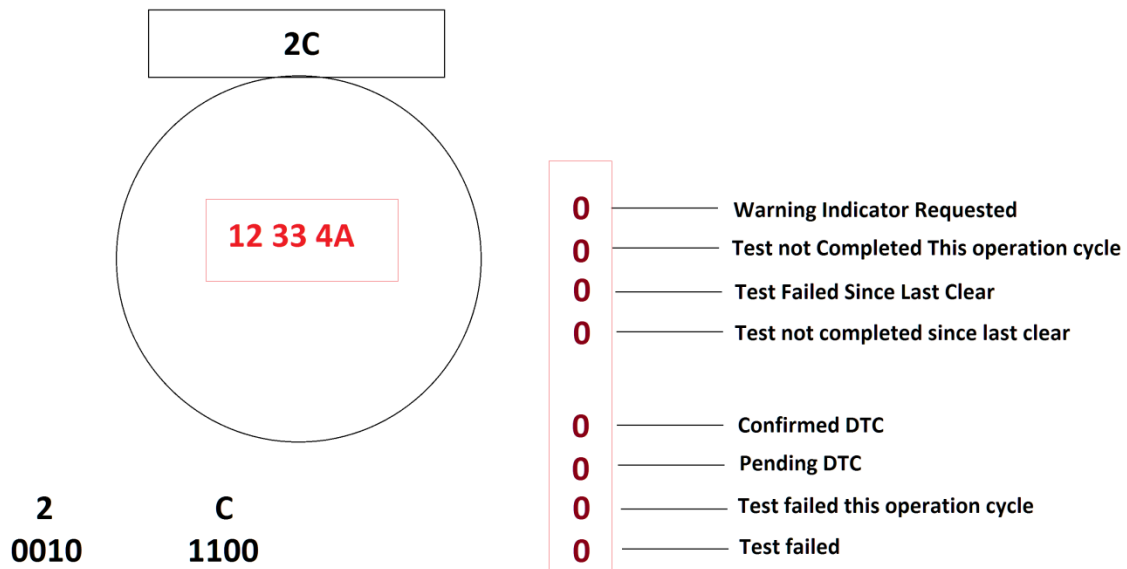 2C
12 33 4A
0 Warning Indicator Requested
0 Test not Completed This operation cycle
0 Test Failed Since Last Clear
0 Test not completed since last clear
0 Confirmed DTC
0 Pending DTC
0 Test failed this operation cycle
0 Test failed
2 C
0010 1100